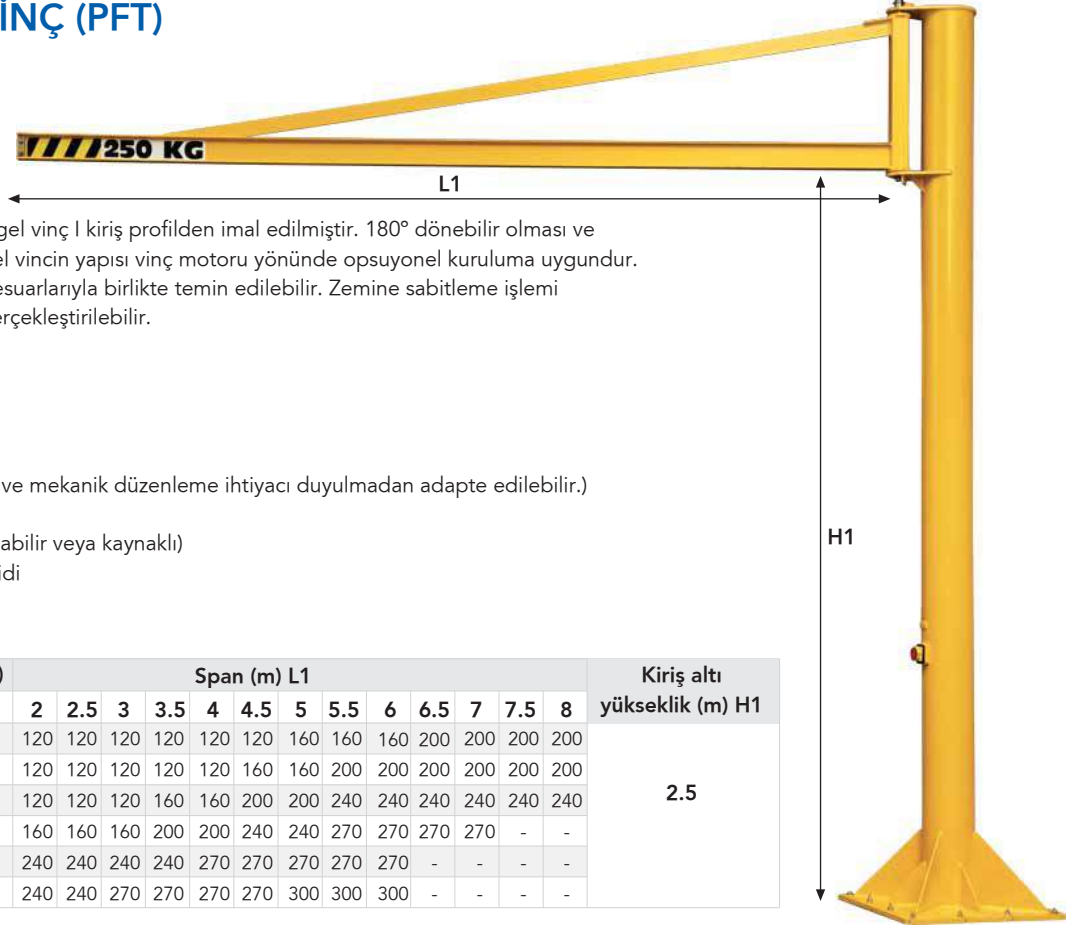 İNÇ (PFT)
250 KG
L1
gel vinç I kiriş profilden imal edilmiştir. 180º dönebilir olması ve
el vincin yapısı vinç motoru yönünde opsuyonel kuruluma uygundur.
esuarlarıyla birlikte temin edilebilir. Zemine sabitleme işlemi
erçekleştirilebilir.
ve mekanik düzenleme ihtiyacı duyulmadan adapte edilebilir.)
H1
abilir veya kaynaklı)
idi
) Span (m) L1 Kiriş altı
yükseklik (m) H1
2 2.5 3 3.5 4 4.5 5 5.5 6 6.5 7 7.5 8
120 120 120 120 120 120 160 160 160 200 200 200 200
120 120 120 120 120 160 160 200 200 200 200 200 200
120 120 120 160 160 200 200 240 240 240 240 240 240
2.5
160 160 160 200 200 240 240 270 270 270 270 - -
240 240 240 240 270 270 270 270 270 - - - -
240 240 270 270 270 270 300 300 300 - - - -